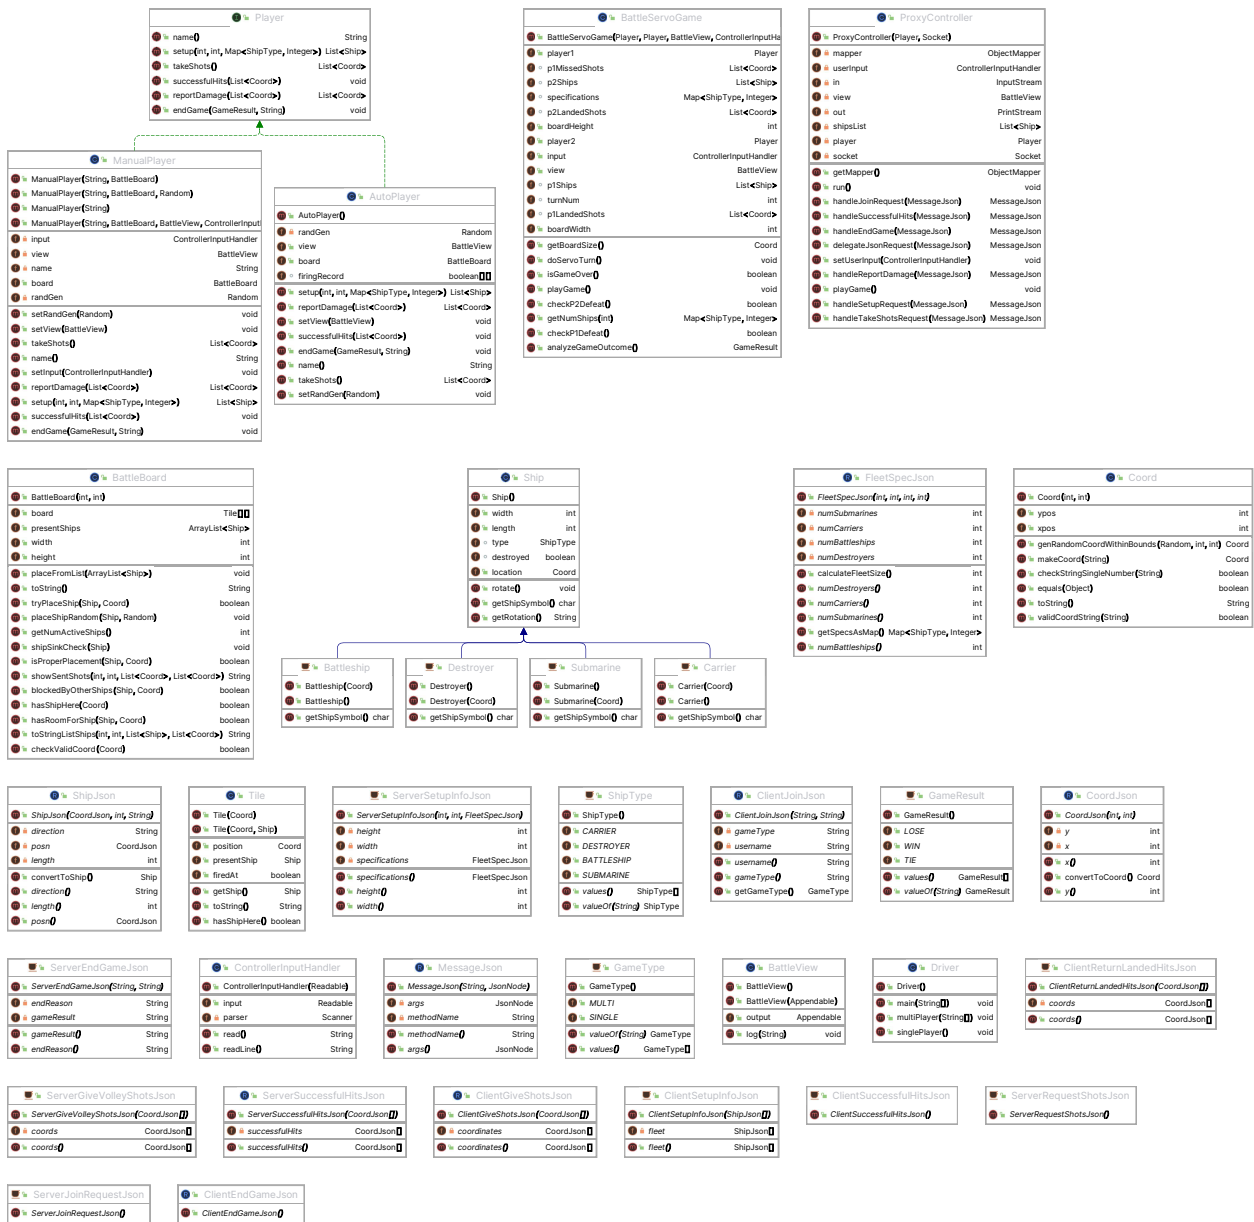 Player
name() String
setup(int, int, Map<ShipType, Integer>) List<Ship>
takeShots() List<Coord>
successfulHits(List<Coord>) void
reportDamage(List<Coord>) List<Coord>
endGame(GameResult, String) void
BattleServoGame
BattleServoGame(Player, Player, BattleView, ControllerInputHa
player1 Player
p1MissedShots List<Coord>
p2Ships List<Ship>
specifications Map<ShipType, Integer>
p2LandedShots List<Coord>
boardHeight int
player2 Player
input ControllerInputHandler
view BattleView
p1Ships List<Ship>
turnNum int
p1LandedShots List<Coord>
boardWidth int
getBoardSize() Coord
doServoTurn() void
isGameOver() boolean
playGame() void
checkP2Defeat() boolean
getNumShips(int) Map<ShipType, Integer>
checkP1Defeat() boolean
analyzeGameOutcome() GameResult
ProxyController
ProxyController(Player, Socket)
mapper ObjectMapper
userInput ControllerInputHandler
in InputStream
view BattleView
out PrintStream
shipsList List<Ship>
player Player
socket Socket
getMapper() ObjectMapper
run() void
handleJoinRequest(MessageJson) MessageJson
handleSuccessfulHits(MessageJson) MessageJson
handleEndGame(MessageJson) MessageJson
delegateJsonRequest(MessageJson) MessageJson
setUserInput(ControllerInputHandler) void
handleReportDamage(MessageJson) MessageJson
playGame() void
handleSetupRequest(MessageJson) MessageJson
handleTakeShotsRequest(MessageJson) MessageJson
ManualPlayer
ManualPlayer(String, BattleBoard)
ManualPlayer(String, BattleBoard, Random)
ManualPlayer(String)
ManualPlayer(String, BattleBoard, BattleView, ControllerInputI
input ControllerInputHandler
view BattleView
name String
board BattleBoard
randGen Random
setRandGen(Random) void
setView(BattleView) void
takeShots() List<Coord>
name() String
setInput(ControllerInputHandler) void
reportDamage(List<Coord>) List<Coord>
setup(int, int, Map<ShipType, Integer>) List<Ship>
successfulHits(List<Coord>) void
endGame(GameResult, String) void
AutoPlayer
AutoPlayer()
randGen Random
view BattleView
board BattleBoard
firingRecord boolean[][]
setup(int, int, Map<ShipType, Integer>) List<Ship>
reportDamage(List<Coord>) List<Coord>
setView(BattleView) void
successfulHits(List<Coord>) void
endGame(GameResult, String) void
name() String
takeShots() List<Coord>
setRandGen(Random) void
BattleBoard
BattleBoard(int, int)
board Tile[][]
presentShips ArrayList<Ship>
width int
height int
placeFromList(ArrayList<Ship>) void
toString() String
tryPlaceShip(Ship, Coord) boolean
placeShipRandom(Ship, Random) void
getNumActiveShips() int
shipSinkCheck(Ship) void
isProperPlacement(Ship, Coord) boolean
showSentShots(int, int, List<Coord>, List<Coord>) String
blockedByOtherShips(Ship, Coord) boolean
hasShipHere(Coord) boolean
hasRoomForShip(Ship, Coord) boolean
toStringListShips(int, int, List<Ship>, List<Coord>) String
checkValidCoord(Coord) boolean
Ship
Ship()
width int
length int
type ShipType
destroyed boolean
location Coord
rotate() void
getShipSymbol() char
getRotation() String
FleetSpecJson
FleetSpecJson(int, int, int, int)
numSubmarines int
numCarriers int
numBattleships int
numDestroyers int
calculateFleetSize() int
numDestroyers() int
numCarriers() int
numSubmarines() int
getSpecsAsMap() Map<ShipType, Integer>
numBattleships() int
Coord
Coord(int, int)
ypos int
xpos int
genRandomCoordWithinBounds(Random, int, int) Coord
makeCoord(String) Coord
checkStringSingleNumber(String) boolean
equals(Object) boolean
toString() String
validCoordString(String) boolean
Battleship
Battleship(Coord)
Battleship()
getShipSymbol() char
Destroyer
Destroyer()
Destroyer(Coord)
getShipSymbol() char
Submarine
Submarine()
Submarine(Coord)
getShipSymbol() char
Carrier
Carrier(Coord)
Carrier()
getShipSymbol() char
ShipJson
ShipJson(CoordJson, int, String)
direction String
posn CoordJson
length int
convertToShip() Ship
direction() String
length() int
posn() CoordJson
Tile
Tile(Coord)
Tile(Coord, Ship)
position Coord
presentShip Ship
firedAt boolean
getShip() Ship
toString() String
hasShipHere() boolean
ServerSetupInfoJson
ServerSetupInfoJson(int, int, FleetSpecJson)
height int
width int
specifications FleetSpecJson
specifications() FleetSpecJson
height() int
width() int
ShipType
ShipType()
CARRIER
DESTROYER
BATTLESHIP
SUBMARINE
values() ShipType[]
valueOf(String) ShipType
ClientJoinJson
ClientJoinJson(String, String)
gameType String
username String
username() String
gameType() String
getGameType() GameType
GameResult
GameResult()
LOSE
WIN
TIE
values() GameResult[]
valueOf(String) GameResult
CoordJson
CoordJson(int, int)
y int
x int
x() int
convertToCoord() Coord
y() int
ServerEndGameJson
ServerEndGameJson(String, String)
endReason String
gameResult String
gameResult() String
endReason() String
ControllerInputHandler
ControllerInputHandler(Readable)
input Readable
parser Scanner
read() String
readLine() String
MessageJson
MessageJson(String, JsonNode)
args JsonNode
methodName String
methodName() String
args() JsonNode
GameType
GameType()
MULTI
SINGLE
valueOf(String) GameType
values() GameType[]
BattleView
BattleView()
BattleView(Appendable)
output Appendable
log(String) void
Driver
Driver()
main(String[]) void
multiPlayer(String[]) void
singlePlayer() void
ClientReturnLandedHitsJson
ClientReturnLandedHitsJson(CoordJson[])
coords CoordJson[]
coords() CoordJson[]
ServerGiveVolleyShotsJson
ServerGiveVolleyShotsJson(CoordJson[])
coords CoordJson[]
coords() CoordJson[]
ServerSuccessfulHitsJson
ServerSuccessfulHitsJson(CoordJson[])
successfulHits CoordJson[]
successfulHits() CoordJson[]
ClientGiveShotsJson
ClientGiveShotsJson(CoordJson[])
coordinates CoordJson[]
coordinates() CoordJson[]
ClientSetupInfoJson
ClientSetupInfoJson(ShipJson[])
fleet ShipJson[]
fleet() ShipJson[]
ClientSuccessfulHitsJson
ClientSuccessfulHitsJson()
ServerRequestShotsJson
ServerRequestShotsJson()
ServerJoinRequestJson
ServerJoinRequestJson()
ClientEndGameJson
ClientEndGameJson()